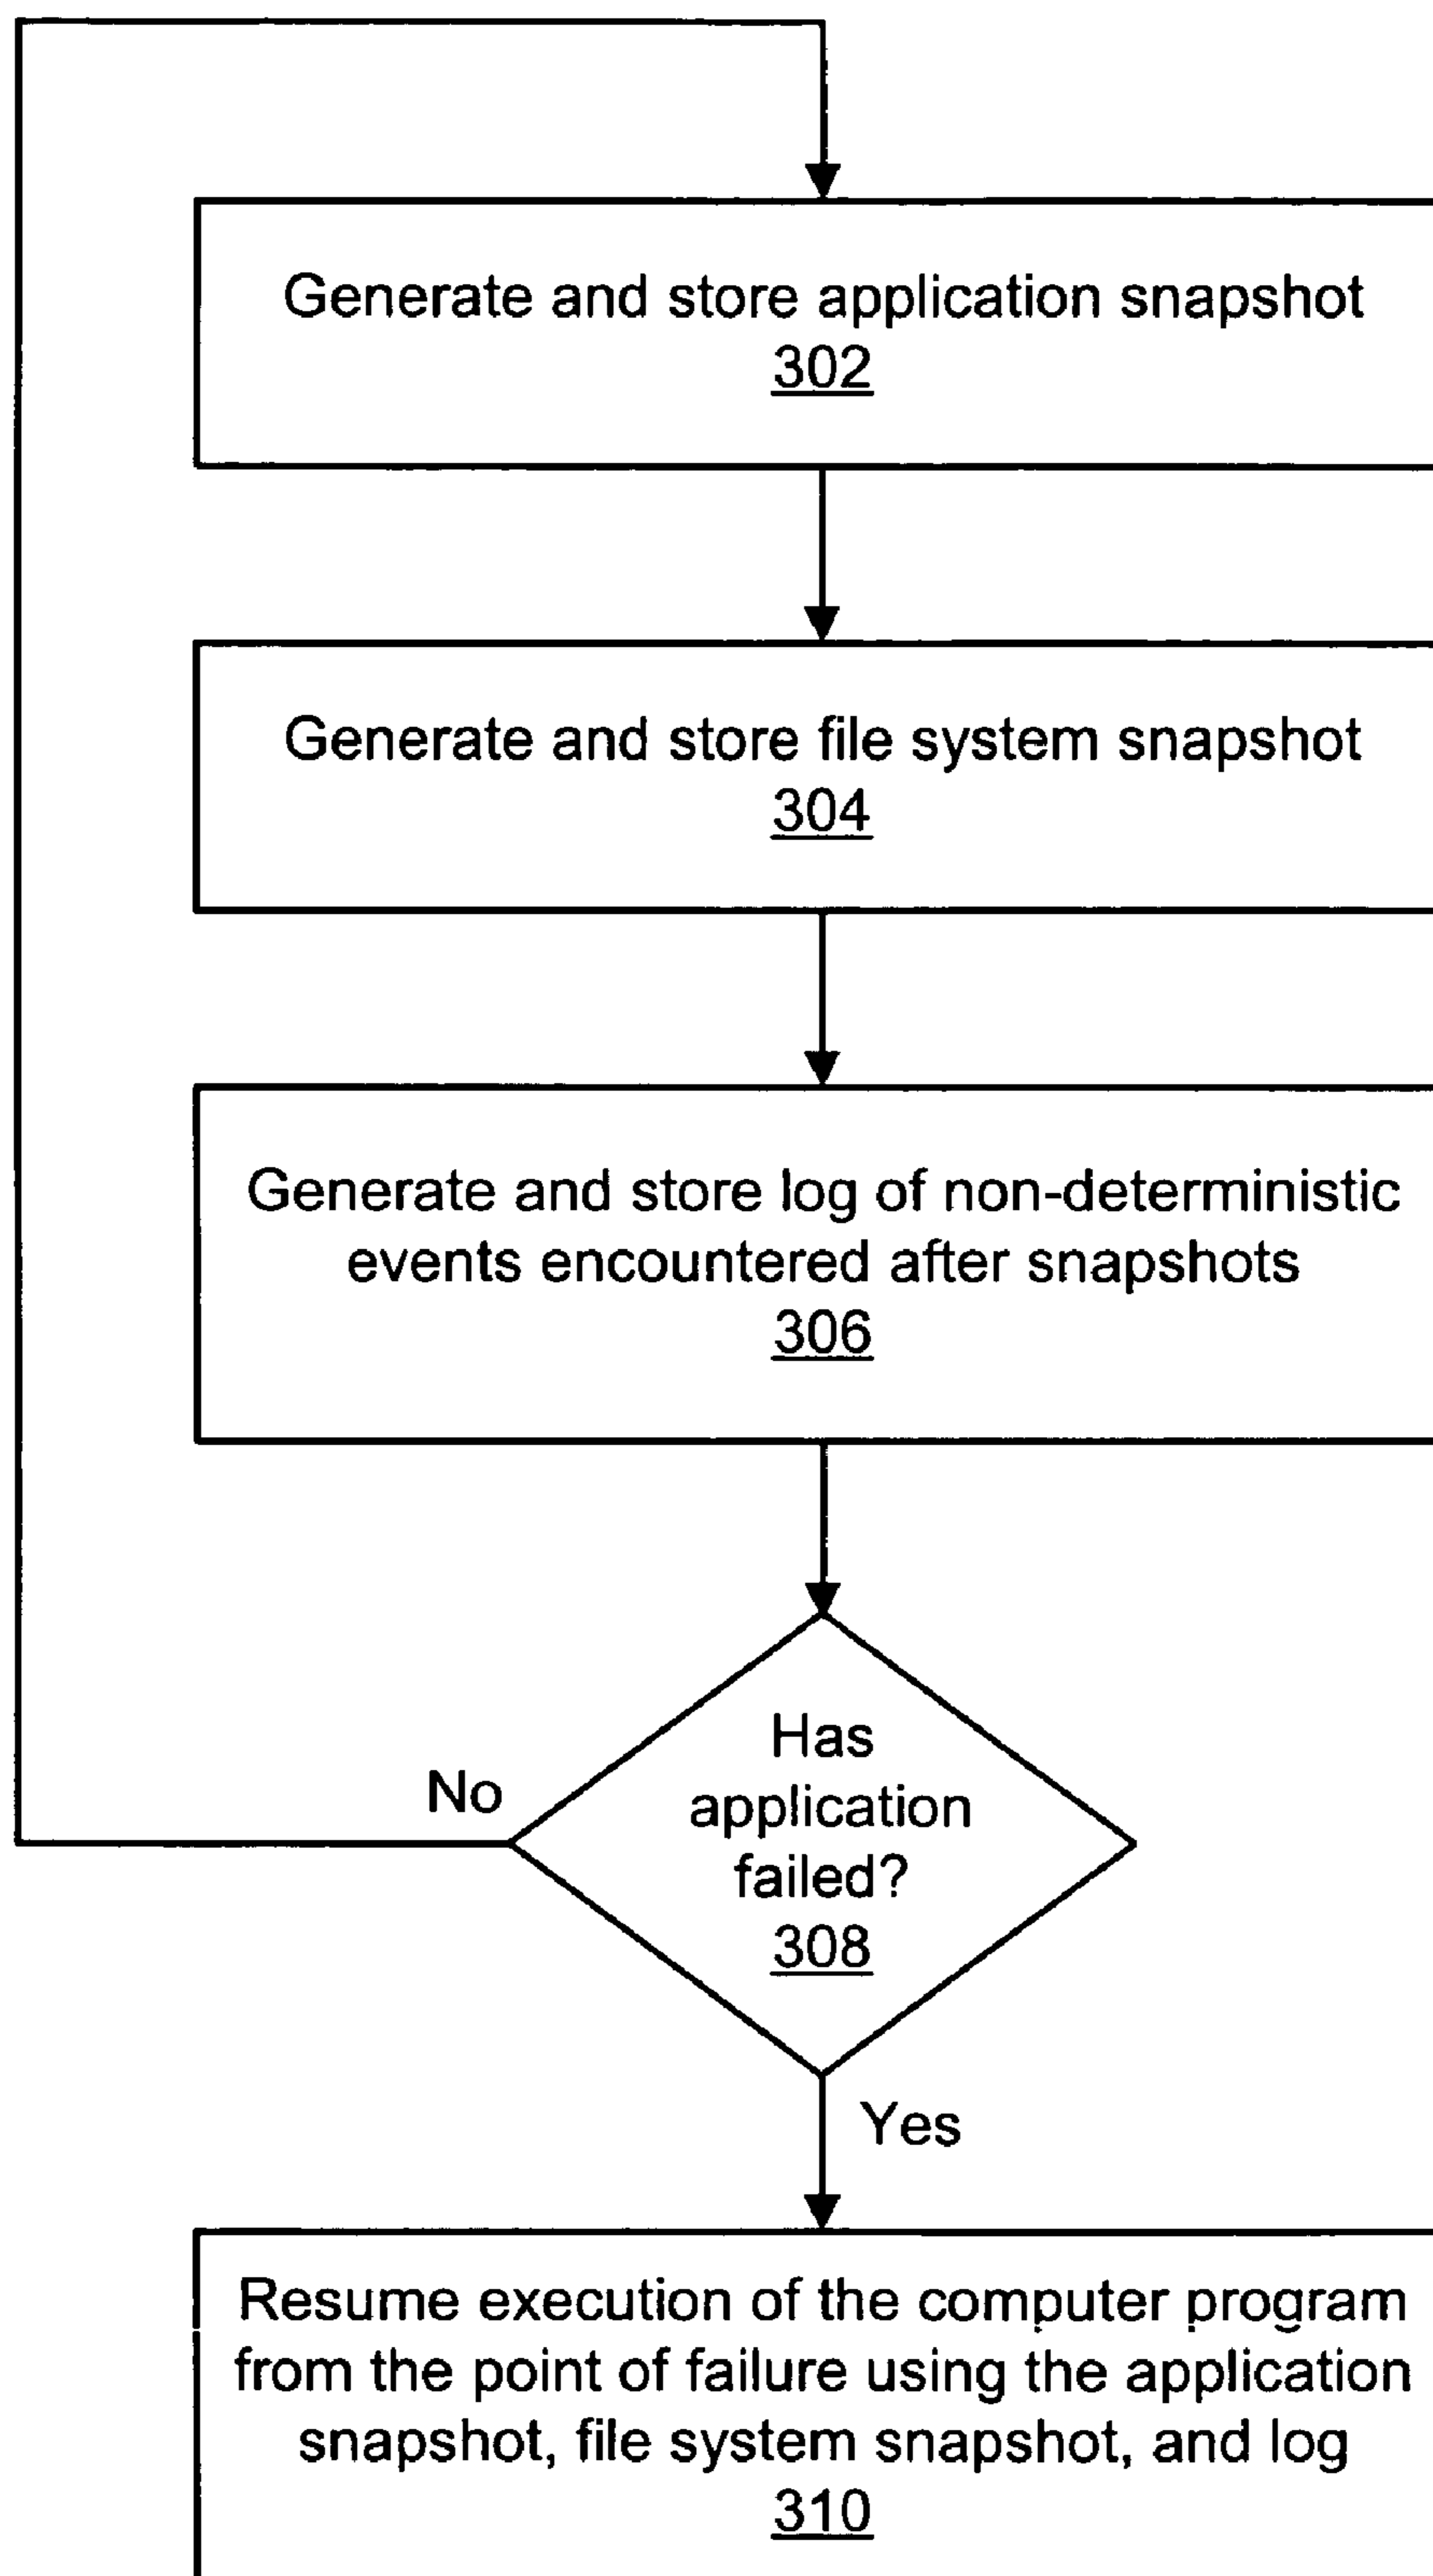 Generate and store application snapshot
302
Generate and store file system snapshot
304
Generate and store log of non-deterministic
events encountered after snapshots
306
Has
application
failed?
308
No
Yes
Resume execution of the computer program
from the point of failure using the application
snapshot, file system snapshot, and log
310